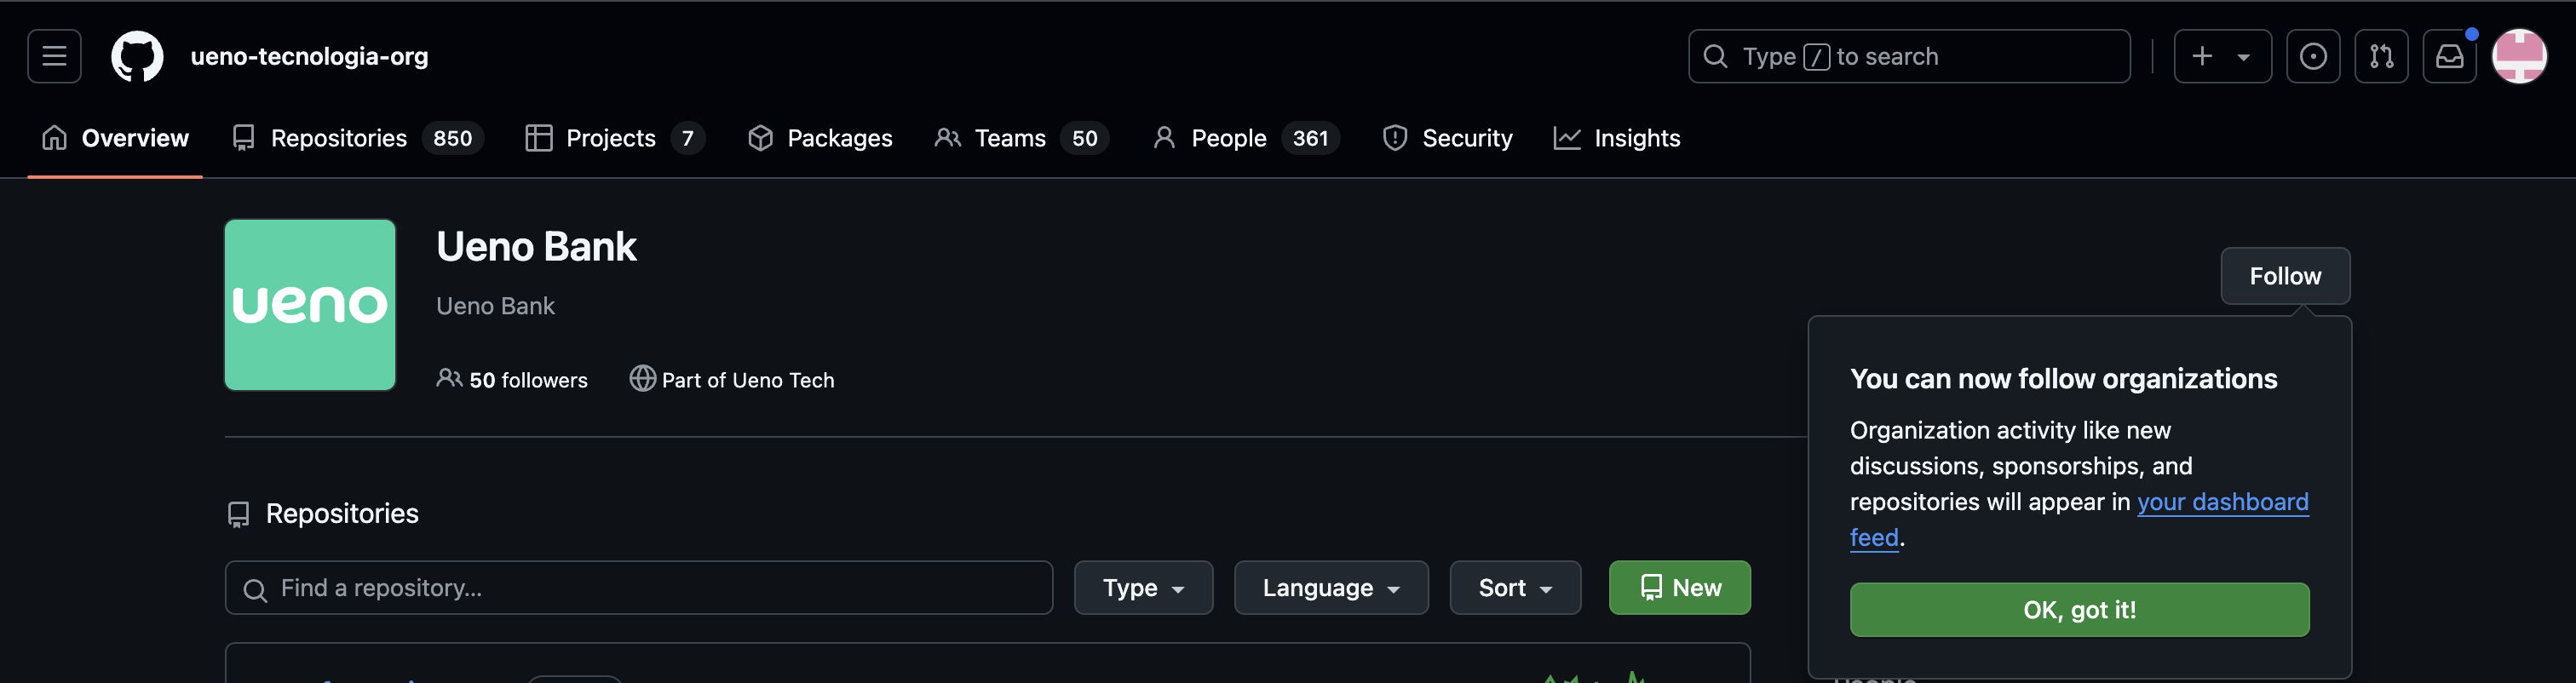 ueno-tecnologia-org
Type / to search
Overview
Repositories 850
Projects 7
Packages
Teams 50
People 361
Security
Insights
ueno
Ueno Bank
Ueno Bank
50 followers
Part of Ueno Tech
Follow
You can now follow organizations
Organization activity like new
discussions, sponsorships, and
repositories will appear in your dashboard
feed.
OK, got it!
Repositories
Find a repository...
Type
Language
Sort
New